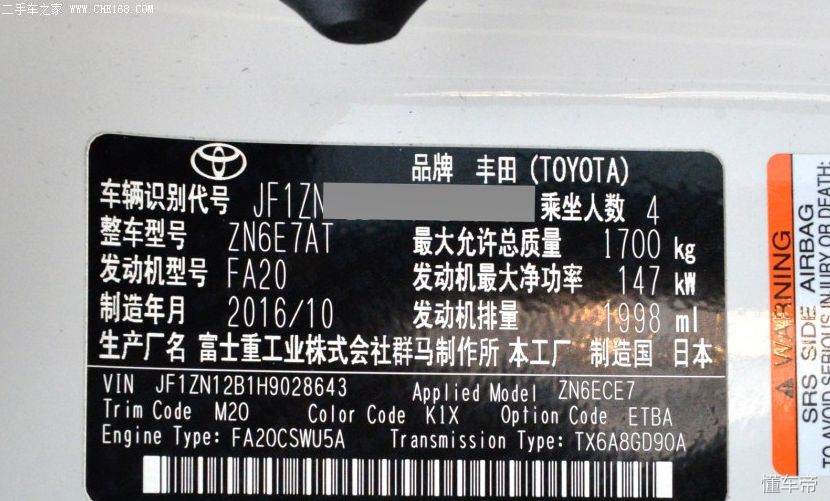 二手车之家 www.CHE168.com
品牌 丰田 (TOYOTA)
车辆识别代号 JF1ZN 乘坐人数 4
整车型号 ZN6E7AT 最大允许总质量 1700 kg
发动机型号 FA20 发动机最大净功率 147 kW
制造年月 2016/10 发动机排量 1998 ml
生产厂名 富士重工业株式会社群马制作所 本工厂 制造国 日本
VIN JF1ZN12B1H9028643 Applied Model ZN6ECE7
Trim Code M20 Color Code K1X Option Code ETBA
Engine Type: FA20CSWU5A Transmission Type: TX6A8GD90A
WARNING
SRS SIDE AIRBAG
TO AVOID SERIOUS INJURY OR DEATH:
懂车帝